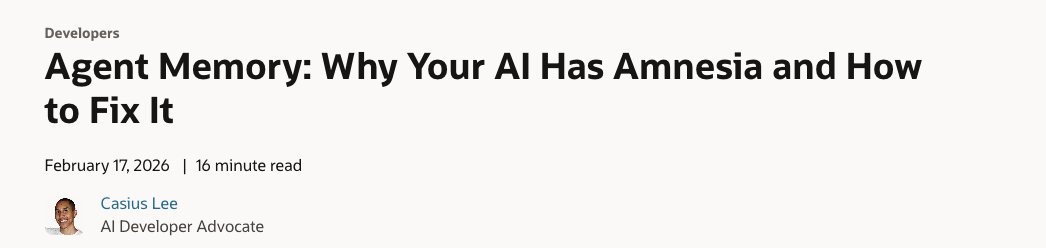 Developers
Agent Memory: Why Your AI Has Amnesia and How
to Fix It
February 17, 2026 | 16 minute read
Casius Lee
AI Developer Advocate